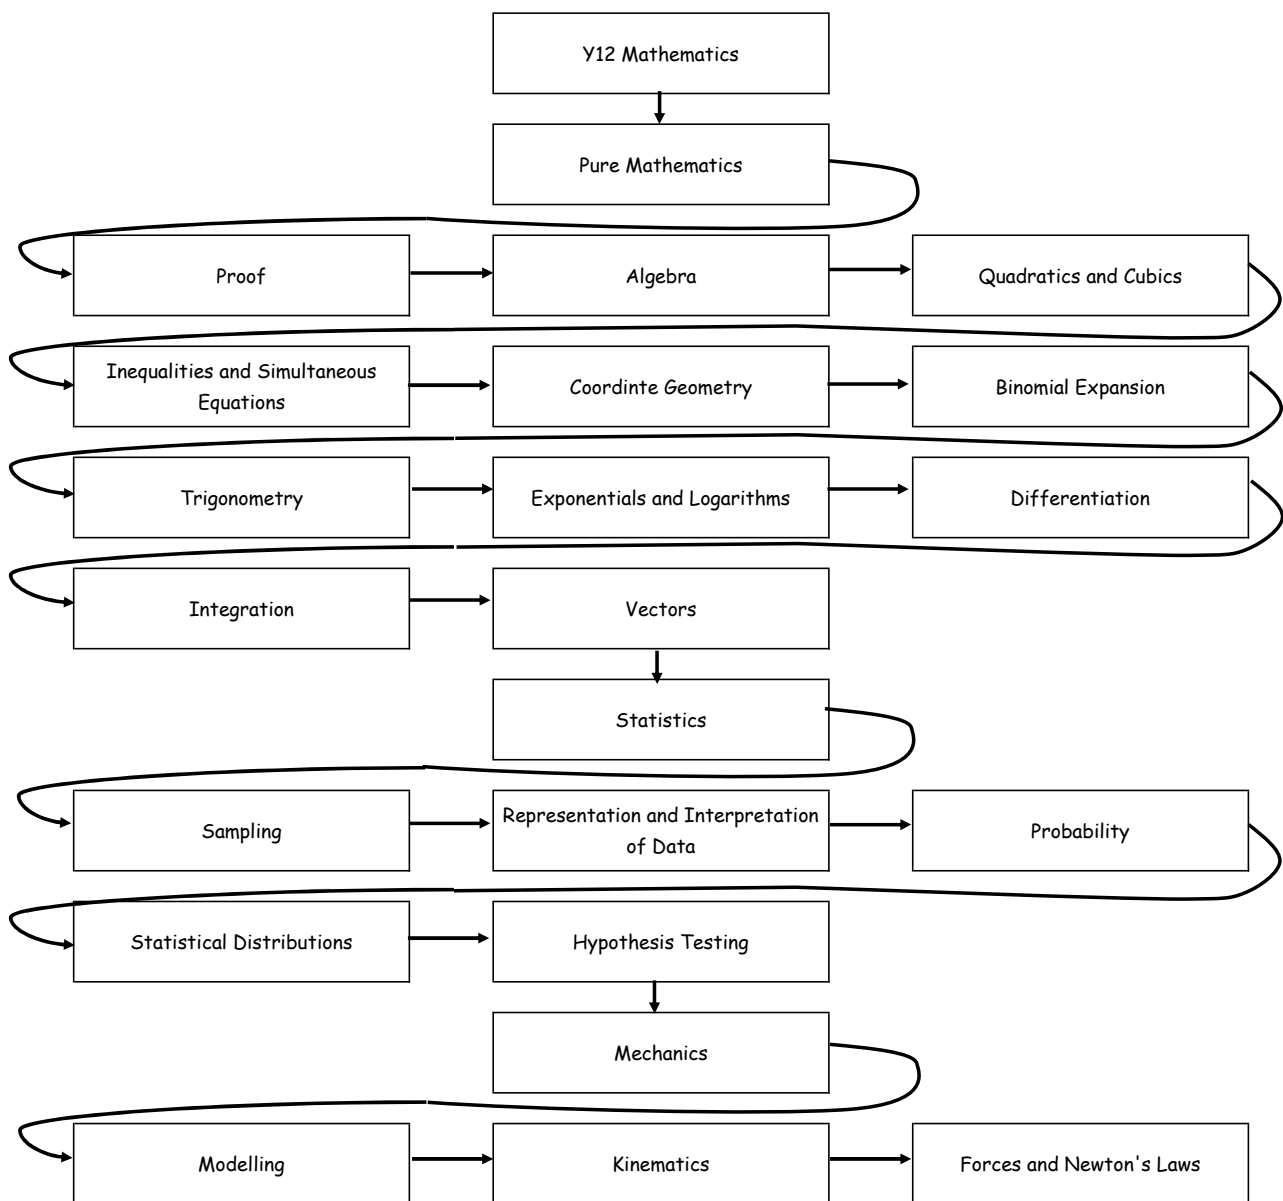 Y12 Mathematics
Pure Mathematics
Proof
Algebra
Quadratics and Cubics
Inequalities and Simultaneous
Equations
Coordinte Geometry
Binomial Expansion
Trigonometry
Exponentials and Logarithms
Differentiation
Integration
Vectors
Statistics
Sampling
Representation and Interpretation
of Data
Probability
Statistical Distributions
Hypothesis Testing
Mechanics
Modelling
Kinematics
Forces and Newton's Laws